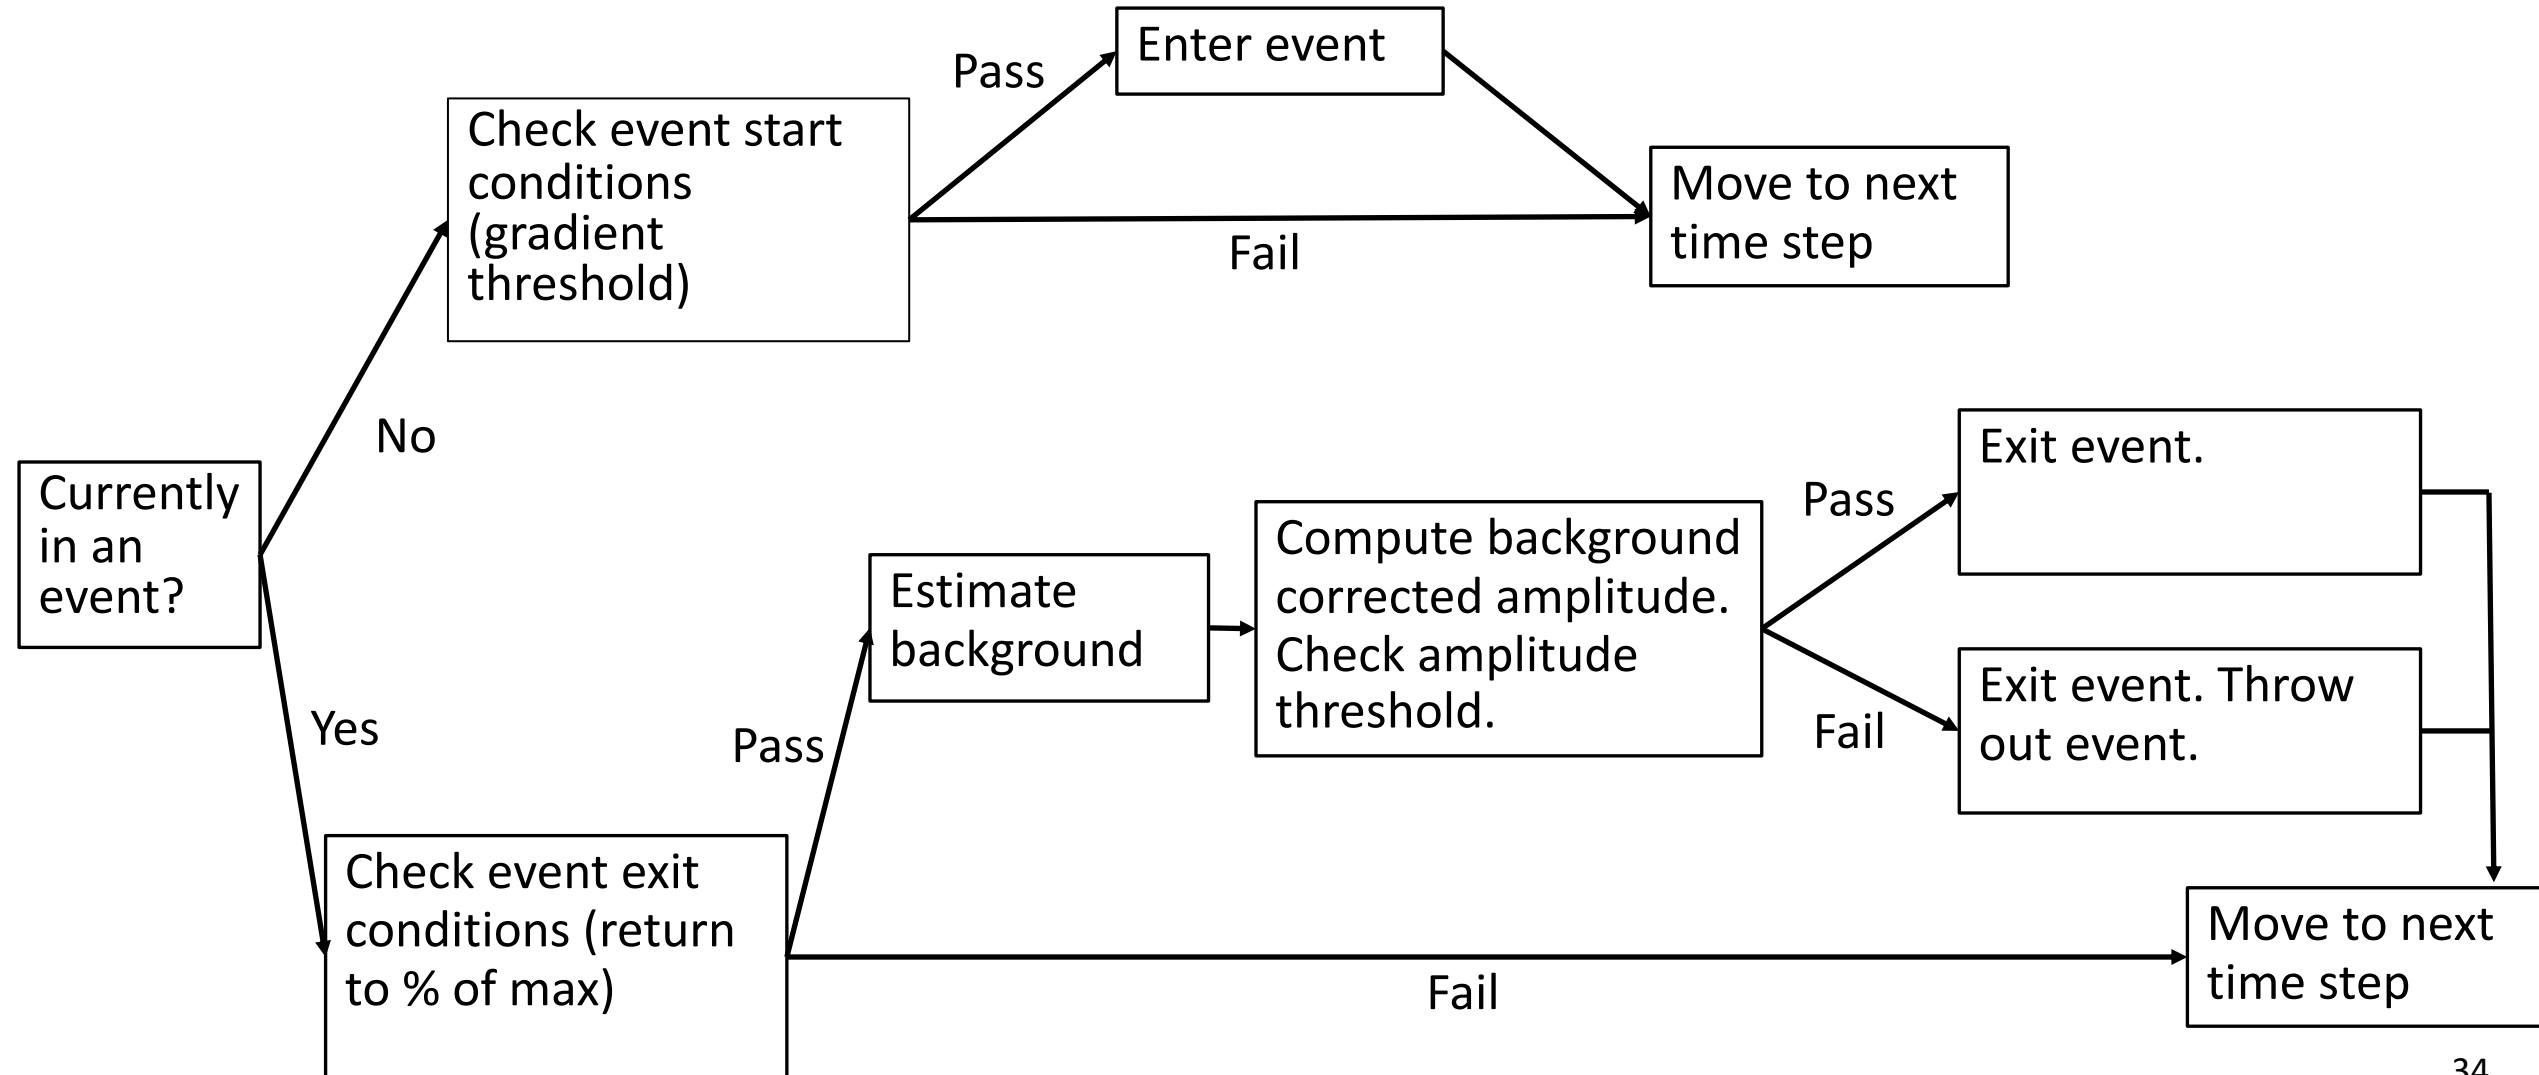 Enter event
Pass
Check event start
conditions
(gradient
threshold)
Move to next
time step
Fail
No
Currently
in an
event?
Exit event.
Pass
Compute background
corrected amplitude.
Check amplitude
threshold.
Estimate
background
Exit event. Throw
out event.
Fail
Yes
Pass
Check event exit
conditions (return
to % of max)
Move to next
time step
Fail
34